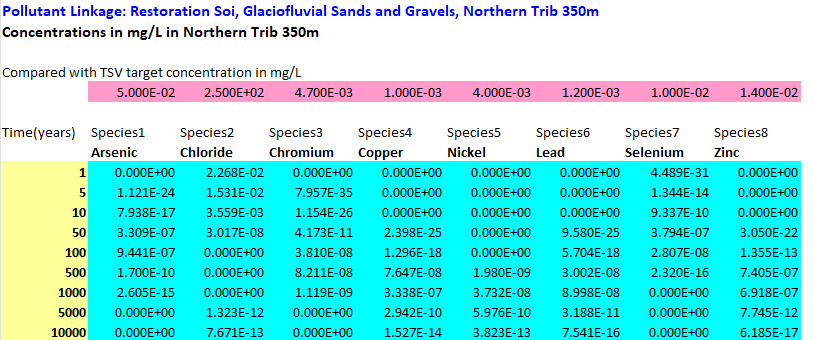 Pollutant Linkage: Restoration Soi, Glaciofluvial Sands and Gravels, Northern Trib 350m
Concentrations in mg/L in Northern Trib 350m
Compared with TSV target concentration in mg/L
5.000E-02 2.500E+02 4.700E-03 1.000E-03 4.000E-03 1.200E-03 1.000E-02 1.400E-02
Time(years) Species1 Species2 Species3 Species4 Species5 Species6 Species7 Species8
Arsenic Chloride Chromium Copper Nickel Lead Selenium Zinc
1 0.000E+00 2.268E-02 0.000E+00 0.000E+00 0.000E+00 0.000E+00 4.489E-31 0.000E+00
5 1.121E-24 1.531E-02 7.957E-35 0.000E+00 0.000E+00 0.000E+00 1.344E-14 0.000E+00
10 7.938E-17 3.559E-03 1.154E-26 0.000E+00 0.000E+00 0.000E+00 9.337E-10 0.000E+00
50 3.309E-07 3.017E-08 4.173E-11 2.398E-25 0.000E+00 9.580E-25 3.794E-07 3.050E-22
100 9.441E-07 0.000E+00 3.810E-08 1.296E-18 0.000E+00 5.704E-18 2.807E-08 1.355E-13
500 1.700E-10 0.000E+00 8.211E-08 7.647E-08 1.980E-09 3.002E-08 2.320E-16 7.405E-07
1000 2.605E-15 0.000E+00 1.119E-09 3.338E-07 3.732E-08 8.998E-08 0.000E+00 6.918E-07
5000 0.000E+00 1.323E-12 0.000E+00 2.942E-10 5.976E-10 3.188E-11 0.000E+00 7.745E-12
10000 0.000E+00 7.671E-13 0.000E+00 1.527E-14 3.823E-13 7.541E-16 0.000E+00 6.185E-17